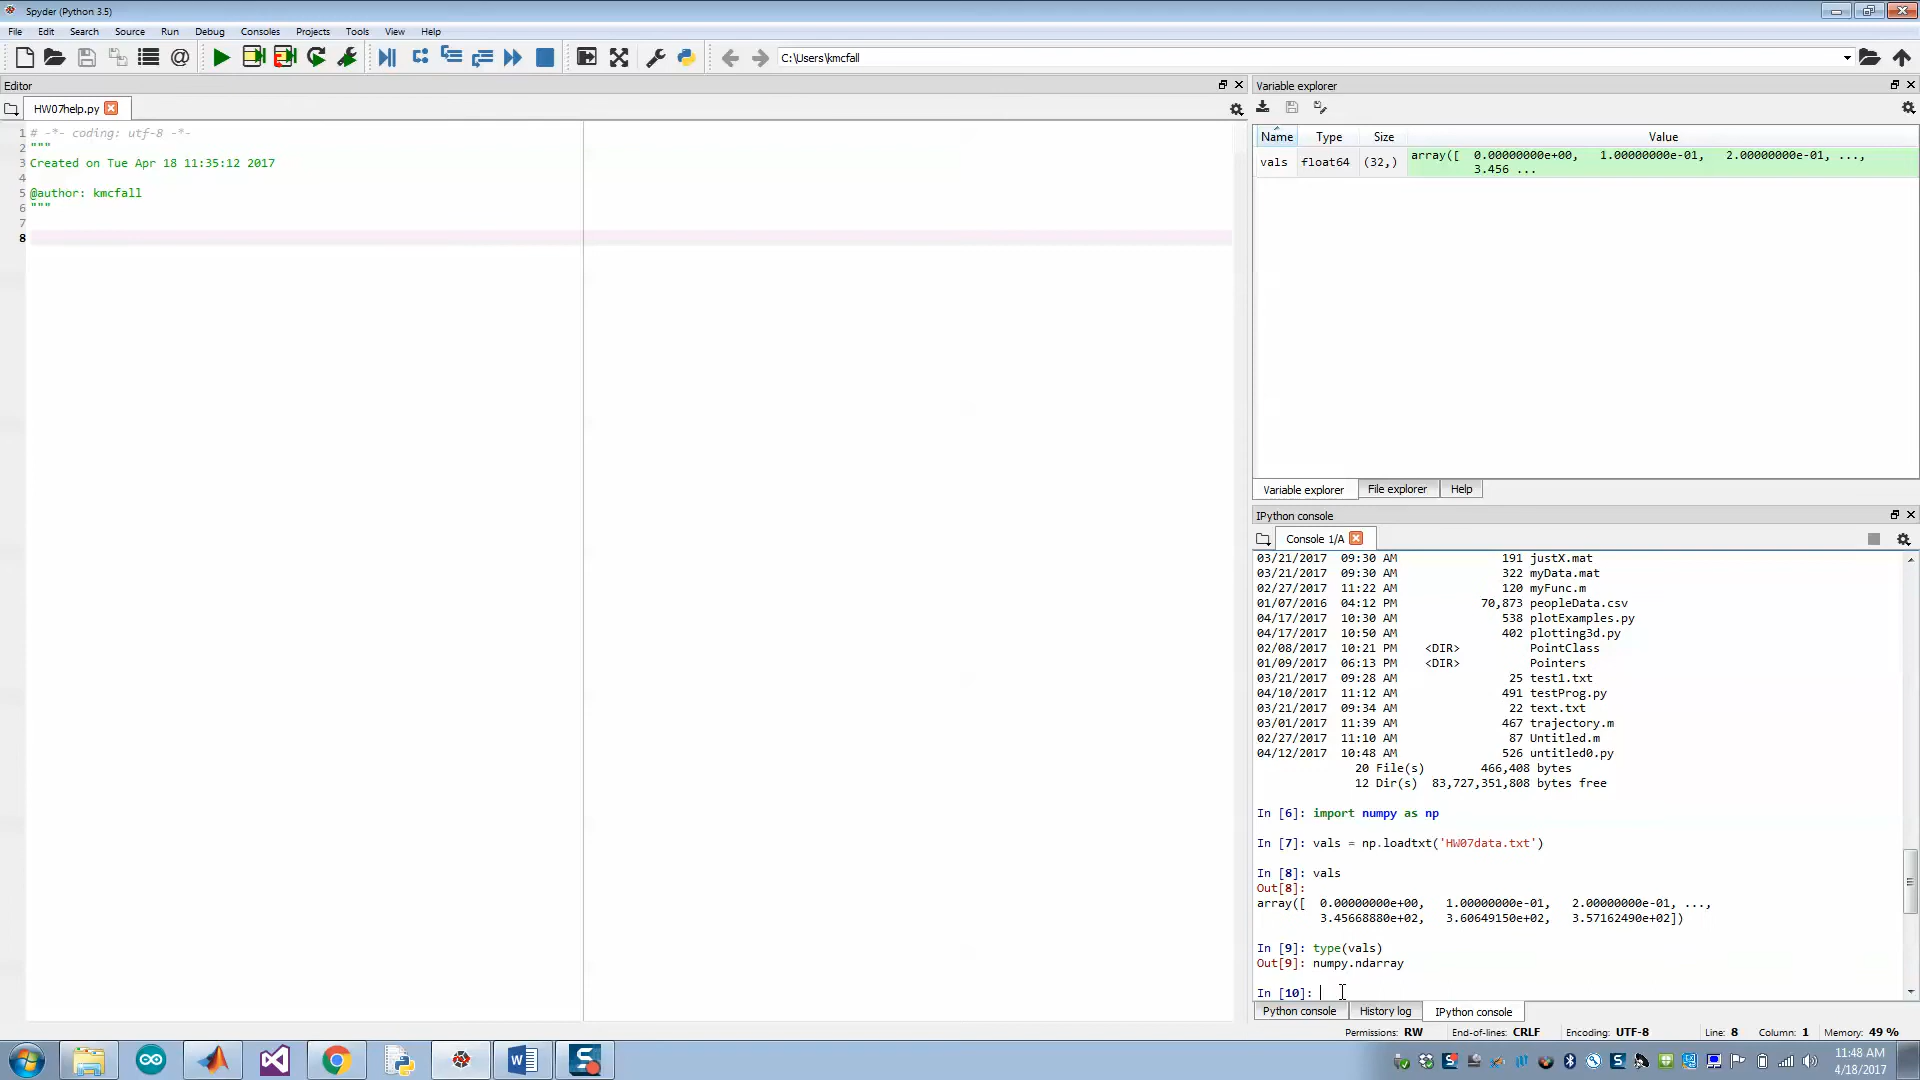 Spyder (Python 3.5)
File Edit Search Source Run Debug Consoles Projects Tools View Help
C:\Users\kmcfall
Editor
HW07help.py
1 # -*- coding: utf-8 -*-
2 """
3 Created on Tue Apr 18 11:35:12 2017
4
5 @author: kmcfall
6 """
7
8
Variable explorer
Name Type Size Value
vals float64 (32,) array([ 0.00000000e+00, 1.00000000e-01, 2.00000000e-01, ...,
3.456 ...
Variable explorer File explorer Help
IPython console
Console 1/A
03/21/2017 09:30 AM 191 justX.mat
03/21/2017 09:30 AM 322 myData.mat
02/27/2017 11:22 AM 120 myFunc.m
01/07/2016 04:12 PM 70,873 peopleData.csv
04/17/2017 10:30 AM 538 plotExamples.py
04/17/2017 10:50 AM 402 plotting3d.py
02/08/2017 10:21 PM <DIR> PointClass
01/09/2017 06:13 PM <DIR> Pointers
03/21/2017 09:28 AM 25 test1.txt
04/10/2017 11:12 AM 491 testProg.py
03/21/2017 09:34 AM 22 text.txt
03/01/2017 11:39 AM 467 trajectory.m
02/27/2017 11:10 AM 87 Untitled.m
04/12/2017 10:48 AM 526 untitled0.py
20 File(s) 466,408 bytes
12 Dir(s) 83,727,351,808 bytes free
In [6]: import numpy as np
In [7]: vals = np.loadtxt('HW07data.txt')
In [8]: vals
Out[8]:
array([ 0.00000000e+00, 1.00000000e-01, 2.00000000e-01, ...,
3.45668880e+02, 3.60649150e+02, 3.57162490e+02])
In [9]: type(vals)
Out[9]: numpy.ndarray
In [10]:
Python console History log IPython console
Permissions: RW End-of-lines: CRLF Encoding: UTF-8 Line: 8 Column: 1 Memory: 49 %
11:48 AM
4/18/2017